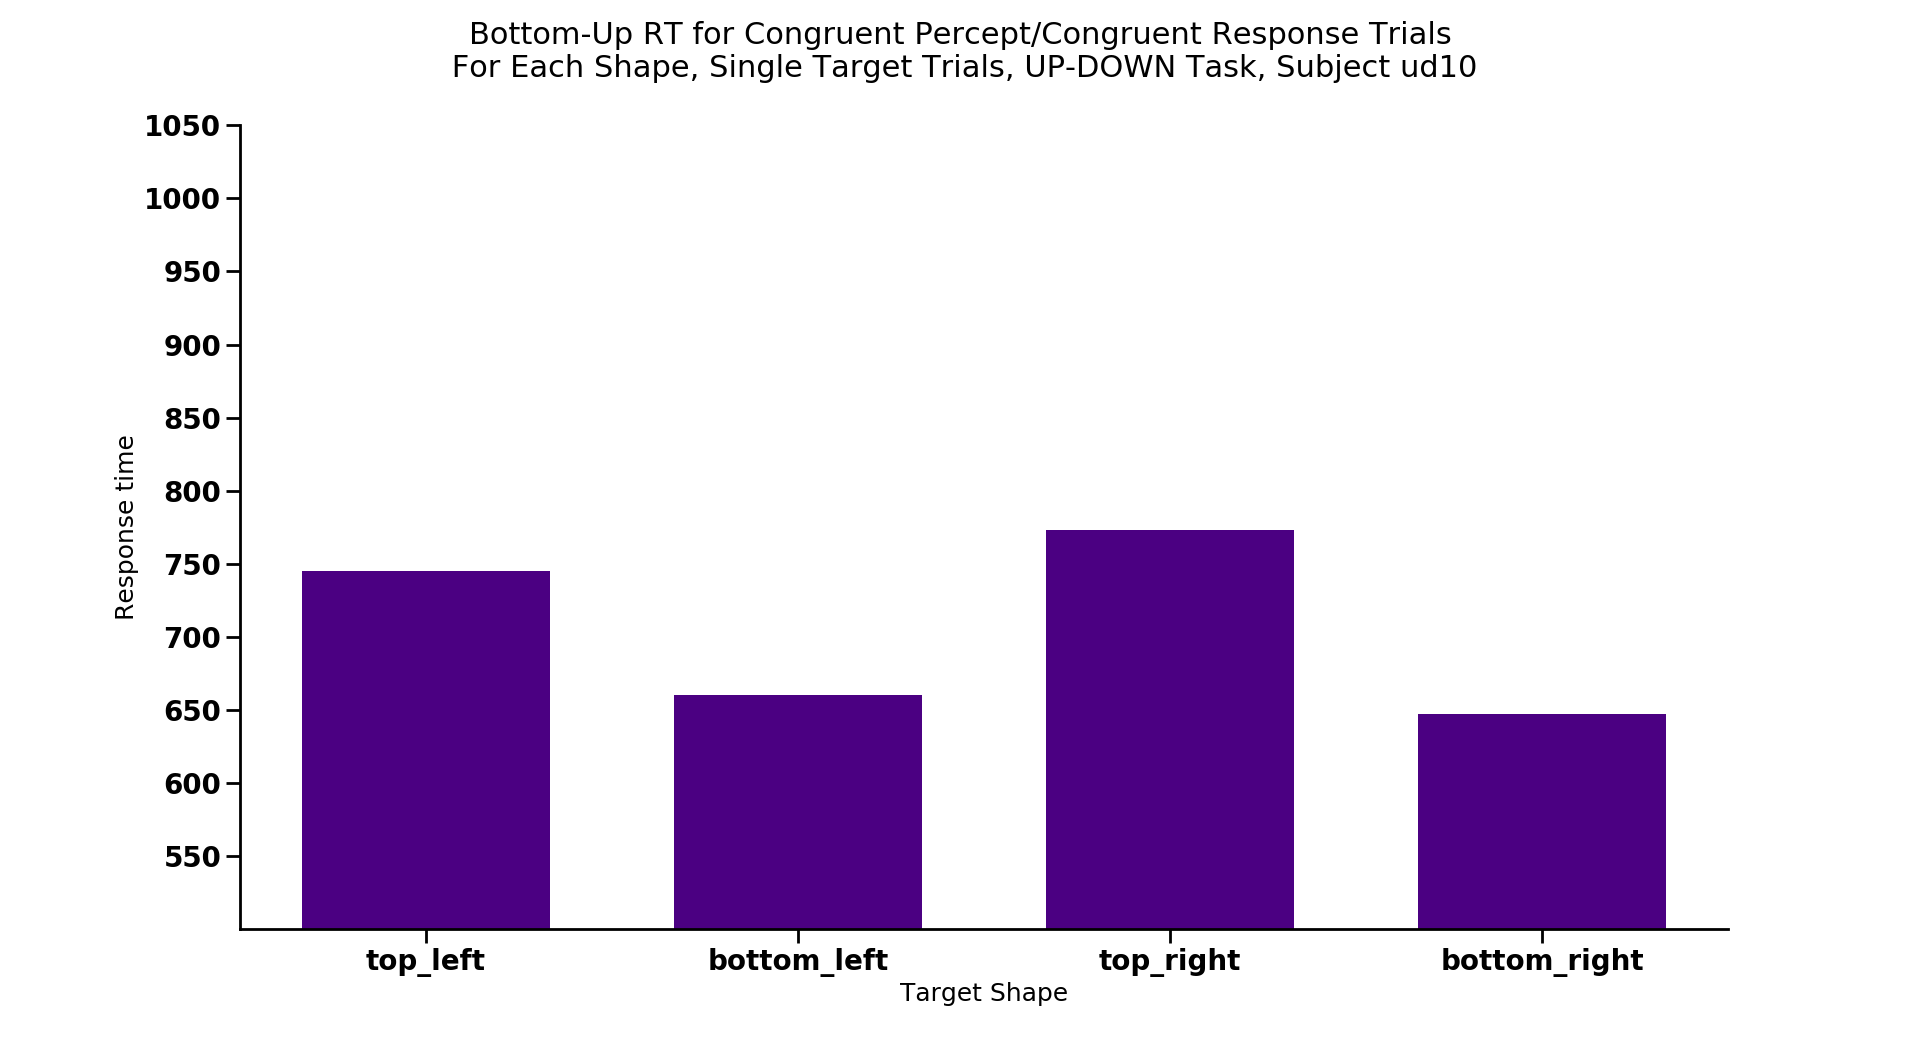 Bottom-Up RT for Congruent Percept/Congruent Response Trials
For Each Shape, Single Target Trials, UP-DOWN Task, Subject ud10
1050
1000
950
900
850
800
750
700
650
600
550
Response time
top_left
bottom_left
top_right
bottom_right
Target Shape